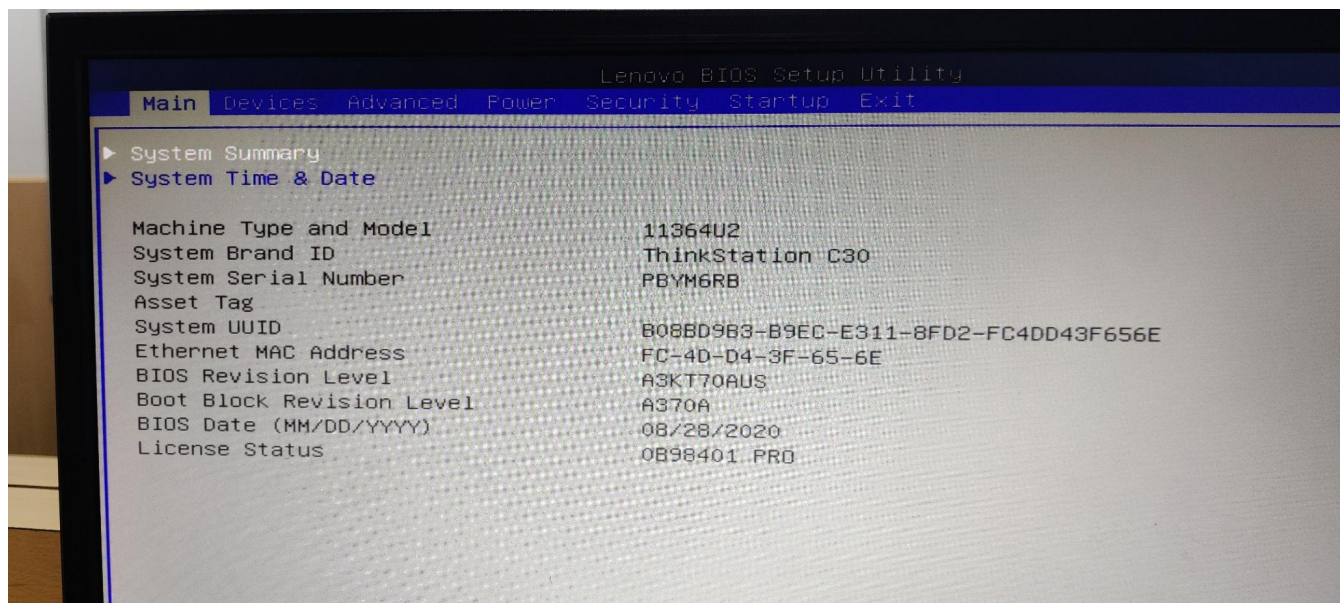 Lenovo BIOS Setup Utility
Main Devices Advanced Power Security Startup Exit
System Summary
System Time & Date
Machine Type and Model 11364U2
System Brand ID ThinkStation C30
System Serial Number PBYM6RB
Asset Tag
System UUID B08BD9B3-B9EC-E311-8FD2-FC4DD43F656E
Ethernet MAC Address FC-4D-D4-3F-65-6E
BIOS Revision Level A3KT70AUS
Boot Block Revision Level A370A
BIOS Date (MM/DD/YYYY) 08/28/2020
License Status 0B98401 PRO